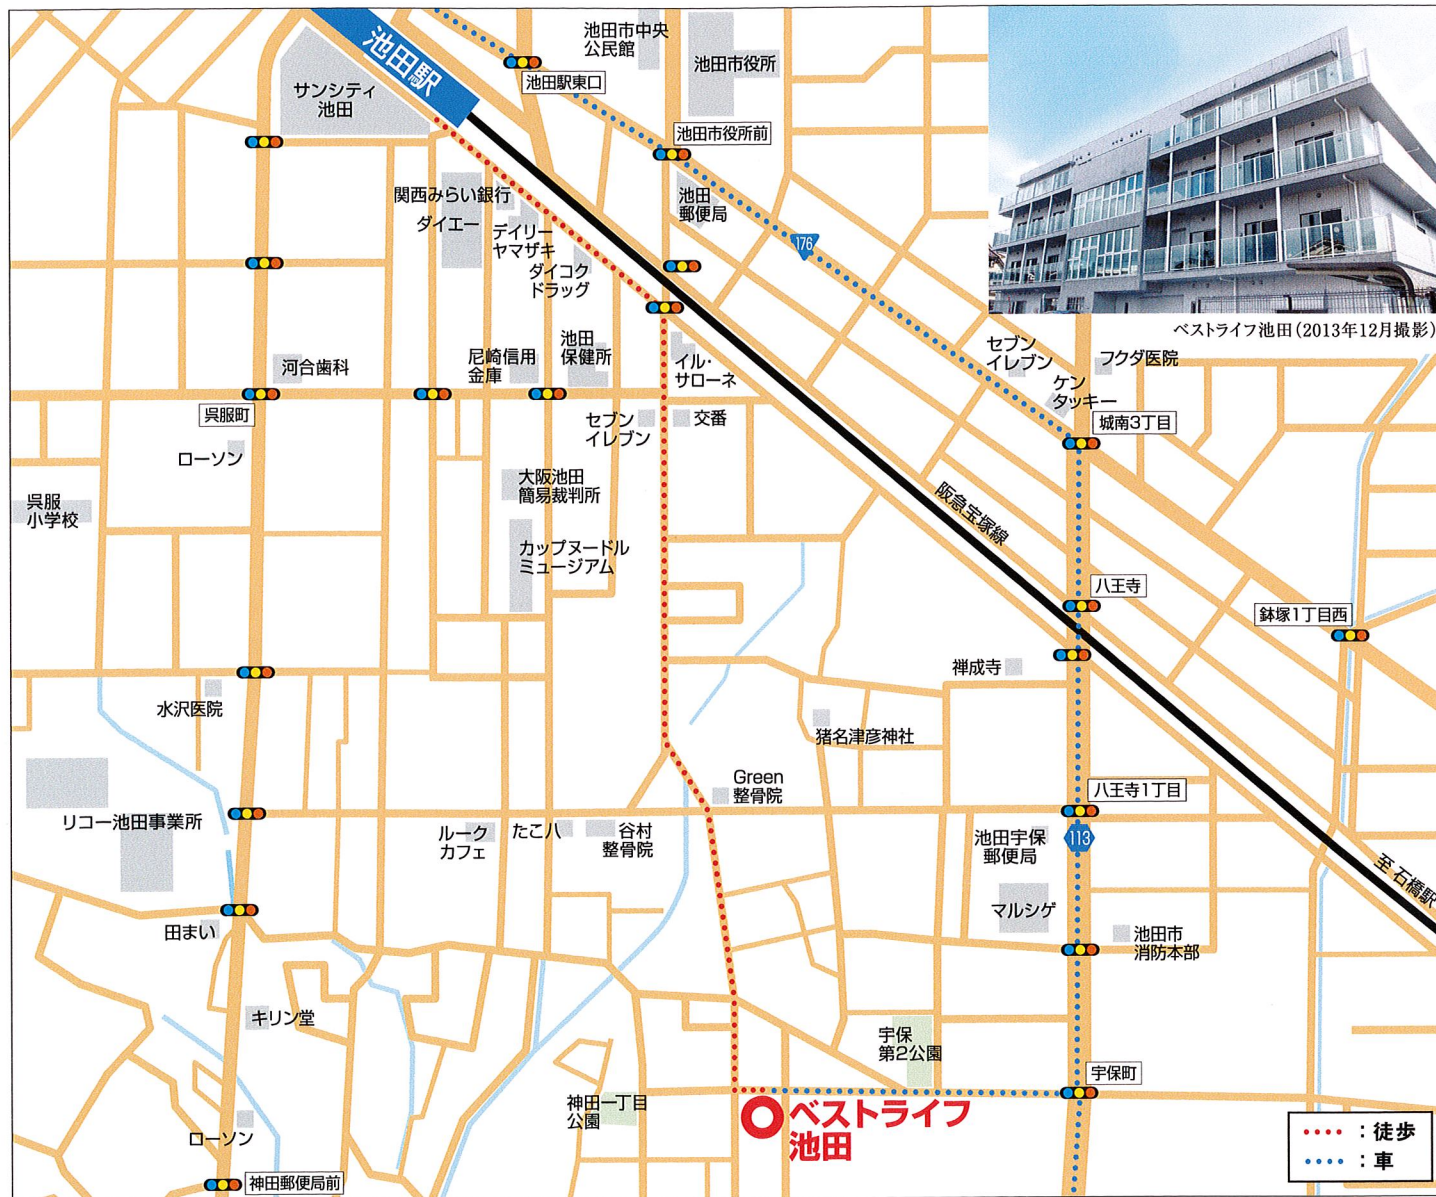 池田駅
サンシティ
池田
池田駅東口
池田市中央
公民館
池田市役所
池田市役所前
池田
郵便局
176
関西みらい銀行
ダイエー
デイリー
ヤマザキ
ダイコク
ドラッグ
ベストライフ池田(2013年12月撮影)
セブン
イレブン
フクダ医院
ケン
タッキー
城南3丁目
河合歯科
尼崎信用
金庫
池田
保健所
イル・
サローネ
呉服町
セブン
イレブン
交番
ローソン
呉服
小学校
大阪池田
簡易裁判所
カップヌードル
ミュージアム
阪急宝塚線
八王寺
鉢塚1丁目西
禅成寺
水沢医院
猪名津彦神社
Green
整骨院
八王寺1丁目
リコー池田事業所
ルーク
カフェ
たこ八
谷村
整骨院
池田宇保
郵便局
113
至 石橋駅
マルシゲ
田まい
池田市
消防本部
キリン堂
宇保
第2公園
宇保町
神田一丁目
公園
ベストライフ
池田
ローソン
神田郵便局前
：徒歩
：車